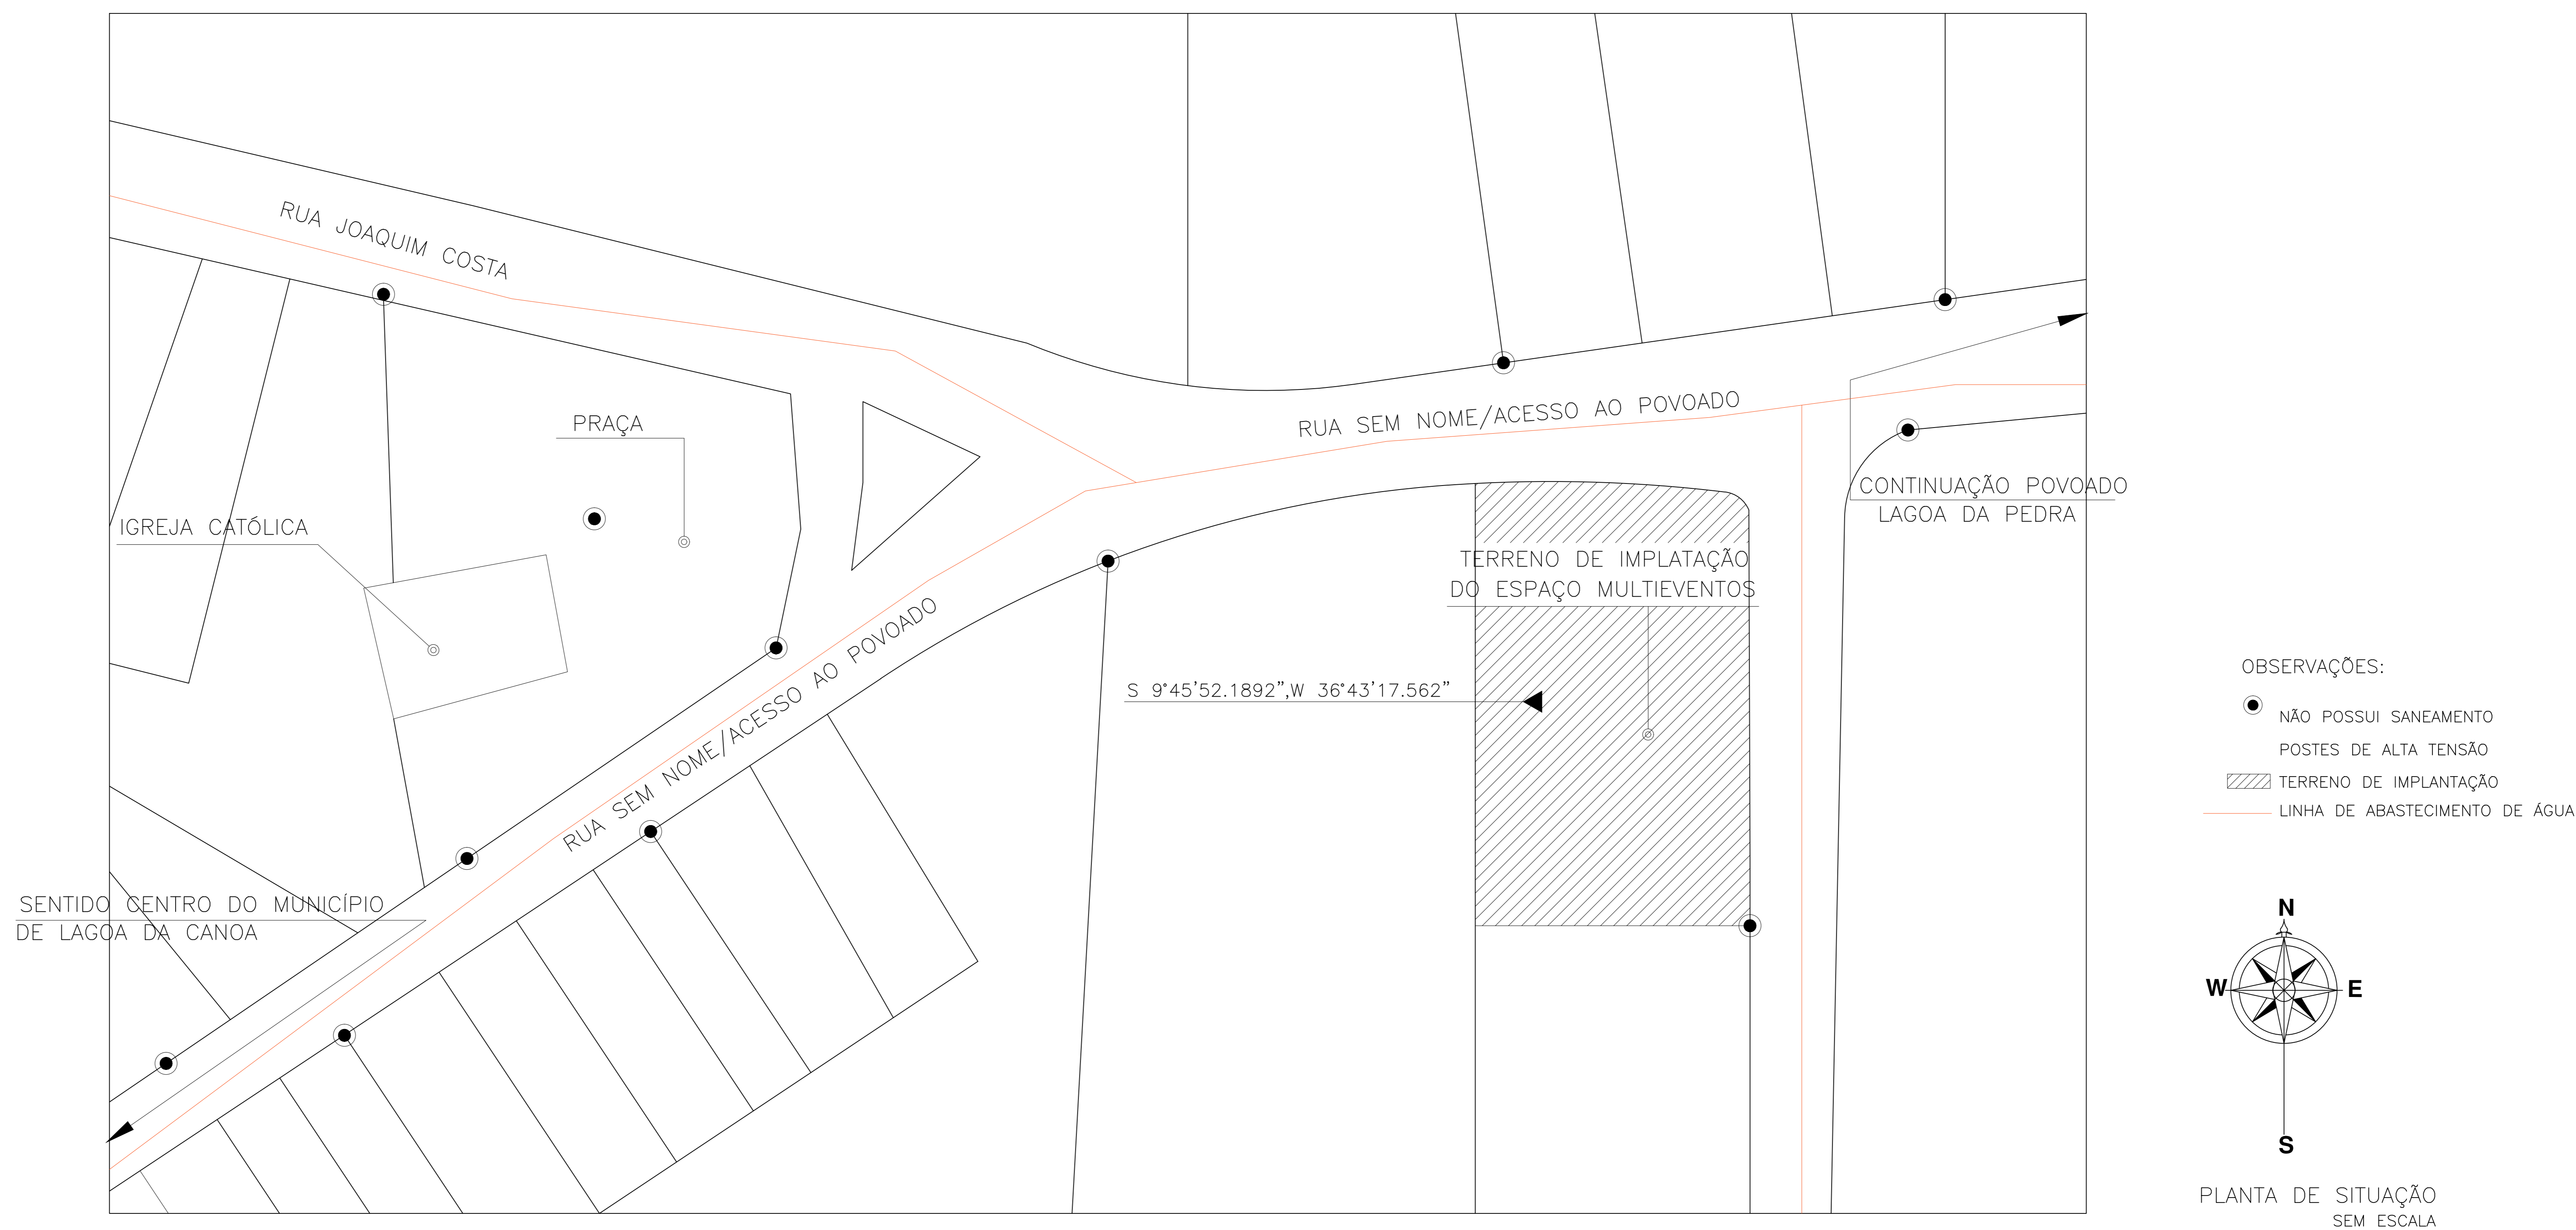 RUA JOAQUIM COSTA
PRAÇA
IGREJA CATÓLICA
RUA SEM NOME/ACESSO AO POVOADO
CONTINUAÇÃO POVOADO
LAGOA DA PEDRA
TERRENO DE IMPLATAÇÃO
DO ESPAÇO MULTIEVENTOS
S 9°45'52.1892",W 36°43'17.562"
RUA SEM NOME/ACESSO AO POVOADO
SENTIDO CENTRO DO MUNICÍPIO
DE LAGOA DA CANOA
OBSERVAÇÕES:
NÃO POSSUI SANEAMENTO
POSTES DE ALTA TENSÃO
TERRENO DE IMPLANTAÇÃO
LINHA DE ABASTECIMENTO DE ÁGUA
N
W
E
S
PLANTA DE SITUAÇÃO
SEM ESCALA